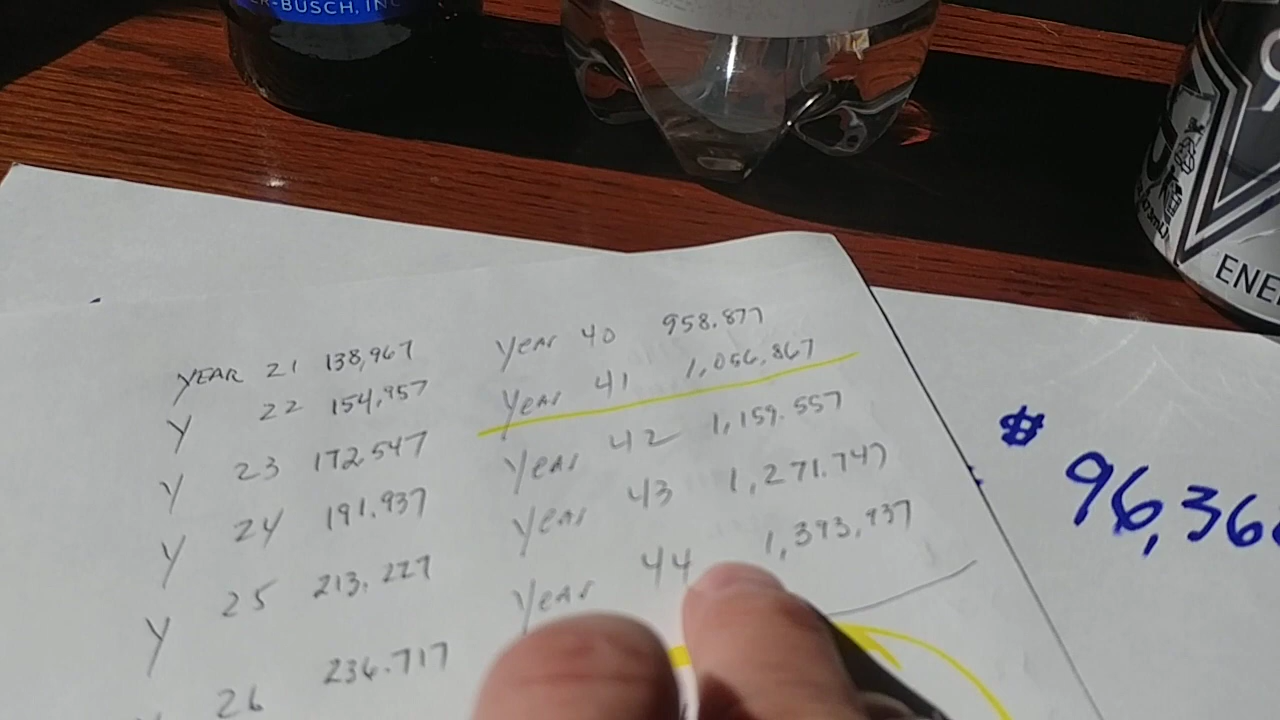 ER-BUSCH, INC
ENE
YEAR 21 138,967
Y 22 154,957
Y 23 172.547
Y 24 191.937
Y 25 213,227
26 236.717
Year 40 958.877
Year 41 1,056,867
Year 42 1,159.557
Year 43 1,271.747
Year 44 1,393,937
$ 96,36